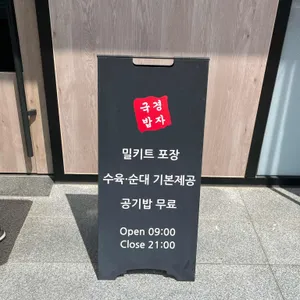 국경
밥자
밀키트 포장
수육·순대 기본제공
공기밥 무료
Open 09:00
Close 21:00